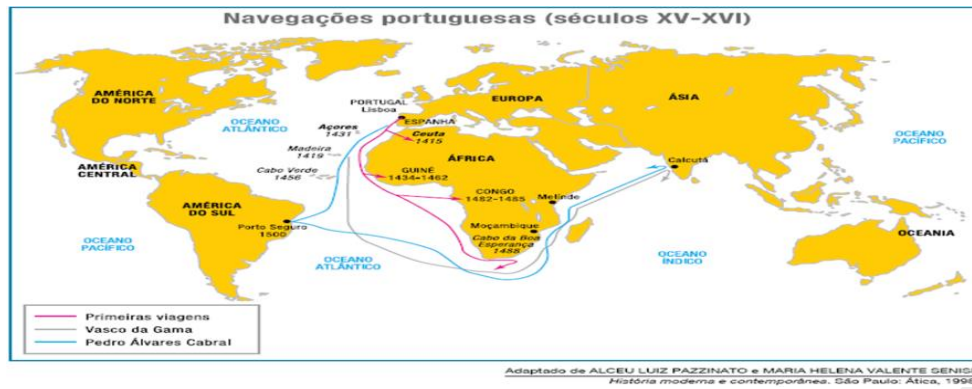 Navegações portuguesas (séculos XV-XVI)
AMÉRICA
DO NORTE
OCEANO
ATLÂNTICO
PORTUGAL
Lisboa
ESPANHA
EUROPA
ÁSIA
OCEANO
PACÍFICO
Açores
1431
Ceuta
1415
Madeira
1419
Cabo Verde
1456
AMÉRICA
CENTRAL
GUINÉ
1434-1462
ÁFRICA
Calcutá
CONGO
1482-1485
Melinde
AMÉRICA
DO SUL
Porto Seguro
1500
Moçambique
Cabo da Boa
Esperança
1488
OCEANIA
OCEANO
PACÍFICO
OCEANO
ATLÂNTICO
OCEANO
ÍNDICO
Primeiras viagens
Vasco da Gama
Pedro Álvares Cabral
Adaptado de ALCEU LUIZ PAZZINATO e MARIA HELENA VALENTE SENIS
História moderna e contemporânea. São Paulo: Ática, 199